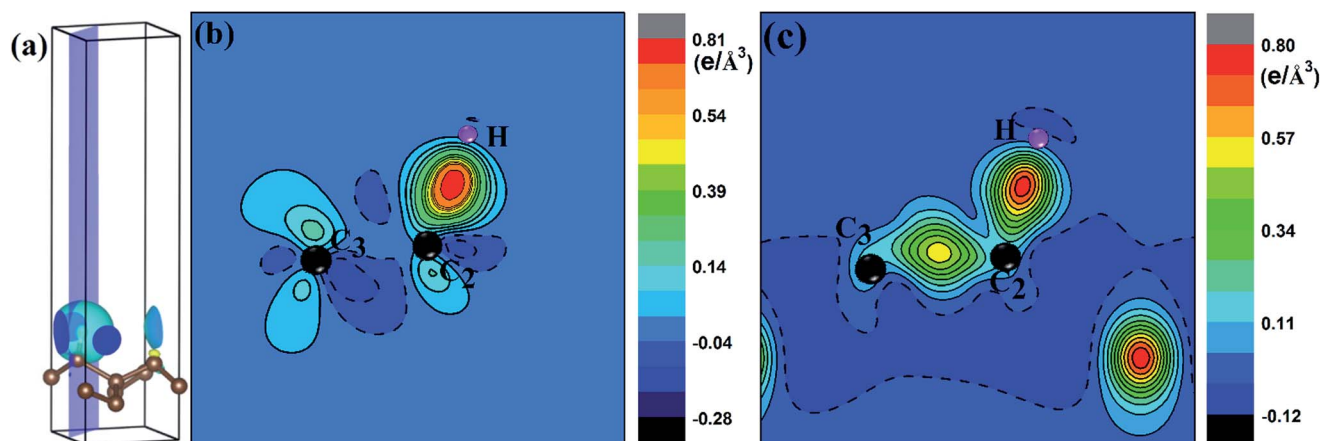 (a)
(b)
H
C3
C2
0.81
(e/Å³)
0.54
0.39
0.14
-0.04
-0.28
(c)
H
C3
C2
0.80
(e/Å³)
0.57
0.34
0.11
-0.12